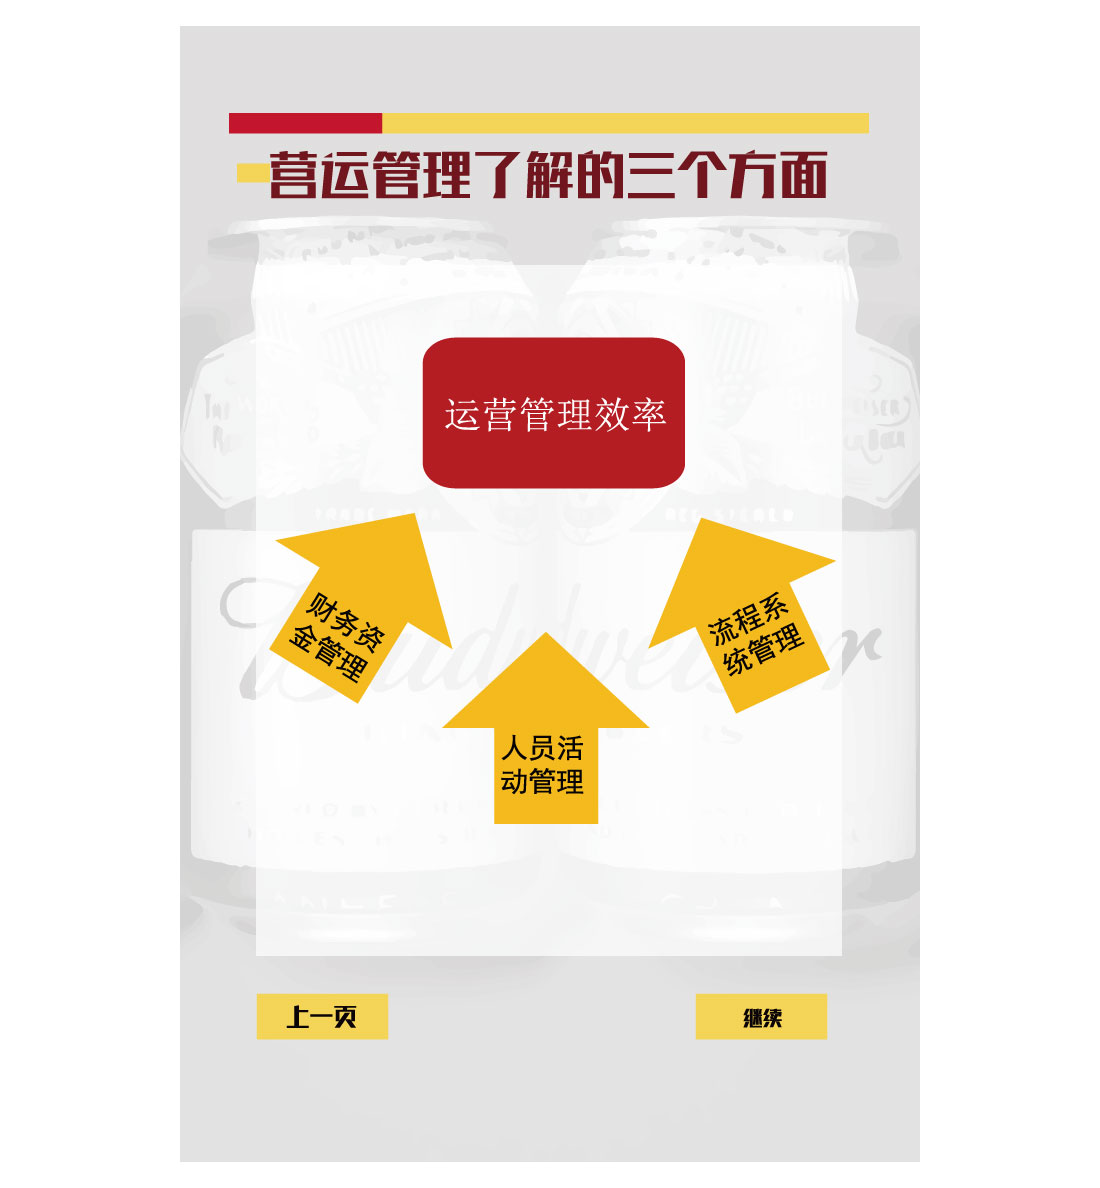 营运管理了解的三个方面
运营管理效率
财务资
金管理
流程系
统管理
人员活
动管理
Budweiser
上一页
继续